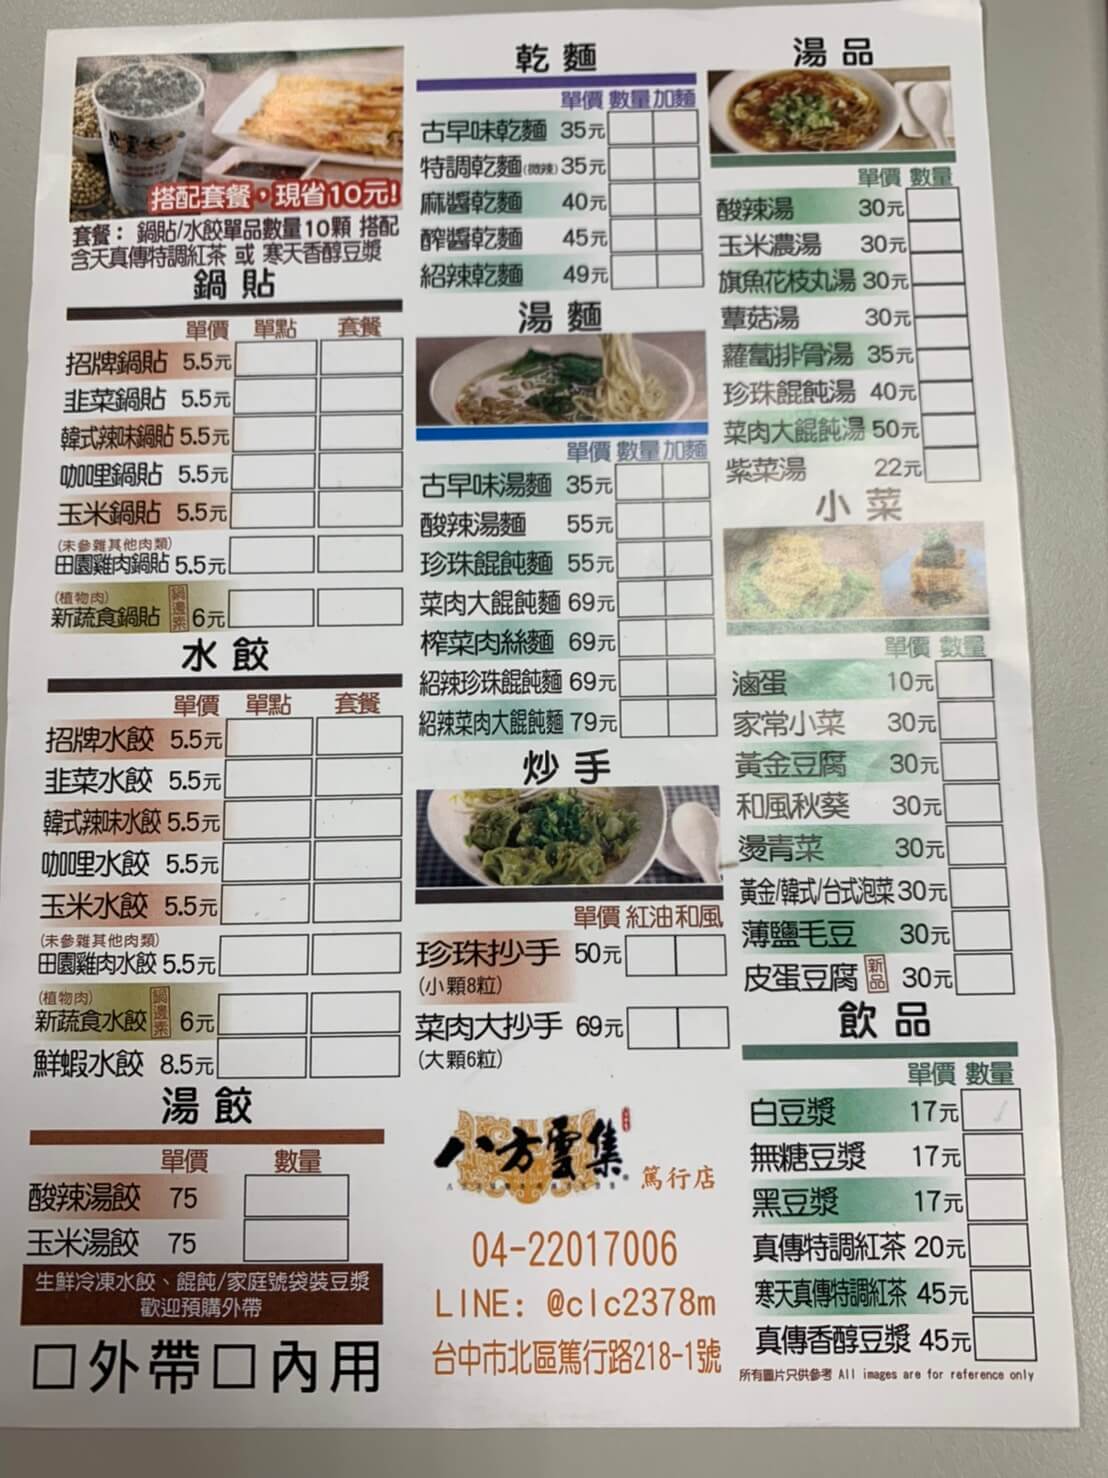 搭配套餐，現省10元!
套餐： 鍋貼/水餃單品數量10顆 搭配
含天真傳特調紅茶 或 寒天香醇豆漿
鍋貼
單價 單點 套餐
招牌鍋貼 5.5元
韭菜鍋貼 5.5元
韓式辣味鍋貼 5.5元
咖哩鍋貼 5.5元
玉米鍋貼 5.5元
(未參雜其他肉類)
田園雞肉鍋貼 5.5元
(植物肉)
新蔬食鍋貼 鍋邊素 6元
水餃
單價 單點 套餐
招牌水餃 5.5元
韭菜水餃 5.5元
韓式辣味水餃 5.5元
咖哩水餃 5.5元
玉米水餃 5.5元
(未參雜其他肉類)
田園雞肉水餃 5.5元
(植物肉)
新蔬食水餃 鍋邊素 6元
鮮蝦水餃 8.5元
湯餃
單價 數量
酸辣湯餃 75
玉米湯餃 75
生鮮冷凍水餃、餛飩/家庭號袋裝豆漿
歡迎預購外帶
□外帶□內用
乾麵
單價 數量 加麵
古早味乾麵 35元
特調乾麵(微辣) 35元
麻醬乾麵 40元
酢醬乾麵 45元
紹辣乾麵 49元
湯麵
單價 數量 加麵
古早味湯麵 35元
酸辣湯麵 55元
珍珠餛飩麵 55元
菜肉大餛飩麵 69元
榨菜肉絲麵 69元
紹辣珍珠餛飩麵 69元
紹辣菜肉大餛飩麵 79元
炒手
單價 紅油 和風
珍珠抄手 50元
(小顆8粒)
菜肉大抄手 69元
(大顆6粒)
八方雲集
篤行店
04-22017006
LINE: @clc2378m
台中市北區篤行路218-1號
湯品
單價 數量
酸辣湯 30元
玉米濃湯 30元
旗魚花枝丸湯 30元
蕈菇湯 30元
蘿蔔排骨湯 35元
珍珠餛飩湯 40元
菜肉大餛飩湯 50元
紫菜湯 22元
小菜
單價 數量
滷蛋 10元
家常小菜 30元
黃金豆腐 30元
和風秋葵 30元
燙青菜 30元
黃金/韓式/台式泡菜 30元
薄鹽毛豆 30元
皮蛋豆腐 新品 30元
飲品
單價 數量
白豆漿 17元
無糖豆漿 17元
黑豆漿 17元
真傳特調紅茶 20元
寒天真傳特調紅茶 45元
真傳香醇豆漿 45元
所有圖片只供參考 All images are for reference only